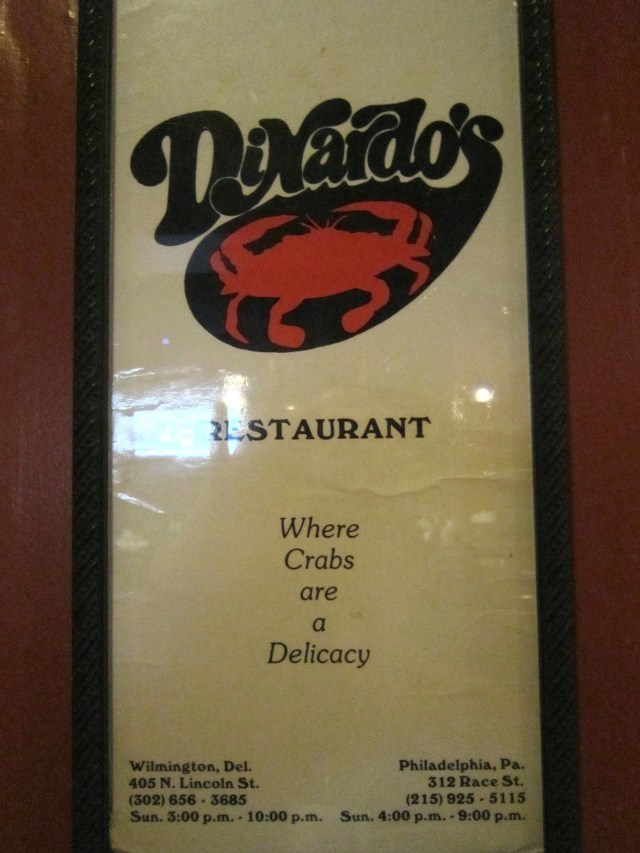 DiNardo's
RESTAURANT
Where
Crabs
are
a
Delicacy
Wilmington, Del.
405 N. Lincoln St.
(302) 656 - 3685
Sun. 3:00 p.m. - 10:00 p.m.
Philadelphia, Pa.
312 Race St.
(215) 925 - 5115
Sun. 4:00 p.m. - 9:00 p.m.